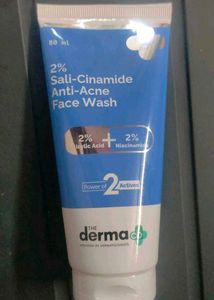 80 ml
2%
Sali-Cinamide
Anti-Acne
Face Wash
2% + 2%
Acid Niacinamide
Power of 2 Actives
THE
derma co